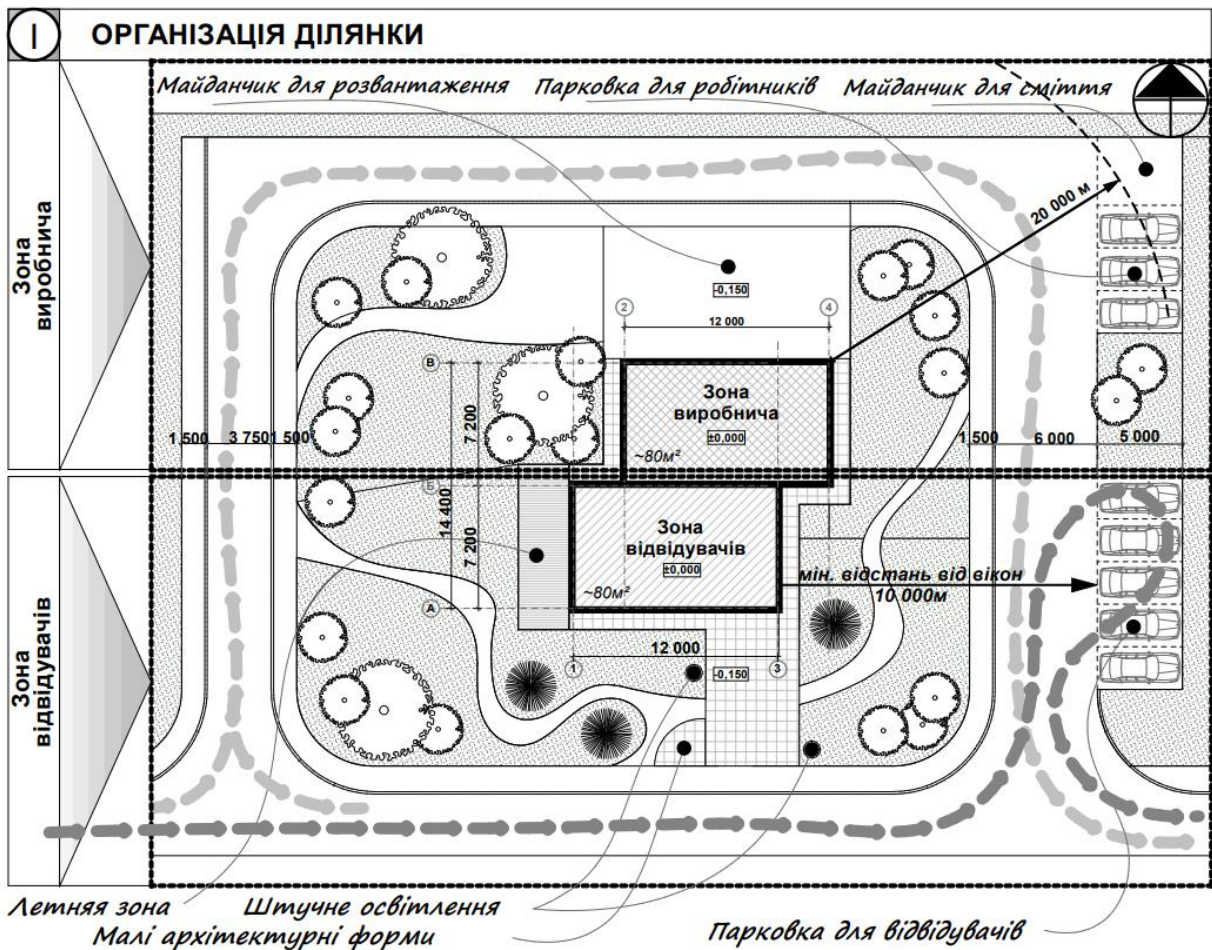 I ОРГАНІЗАЦІЯ ДІЛЯНКИ
Майданчик для розвантаження
Парковка для робітників
Майданчик для сміття
Зона
виробнича
20 000 м
-0,150
2
4
12 000
В
Зона
виробнича
±0,000
~80м²
7 200
1 500
3 750
1 500
1 500
6 000
5 000
Б
14 400
7 200
Зона
відвідувачів
±0,000
~80м²
А
мін. відстань від вікон
10 000м
12 000
1
3
-0,150
Зона
відвідувачів
Летняя зона
Штучне освітлення
Малі архітектурні форми
Парковка для відвідувачів